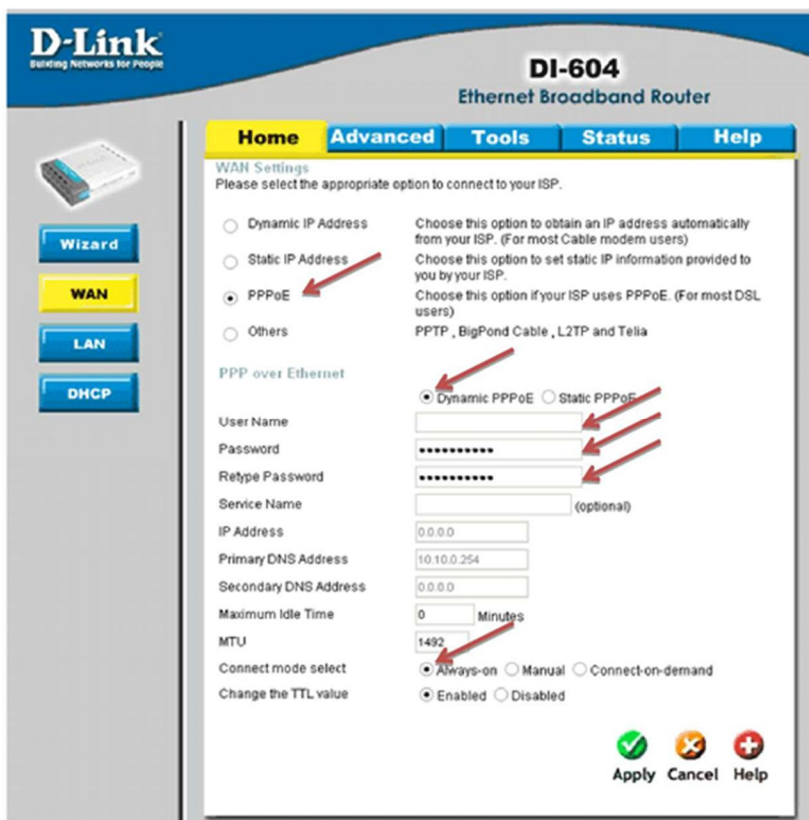 D-Link
Building Networks for People
DI-604
Ethernet Broadband Router
Home Advanced Tools Status Help
WAN Settings
Please select the appropriate option to connect to your ISP.
Dynamic IP Address Choose this option to obtain an IP address automatically
from your ISP. (For most Cable modem users)
Static IP Address Choose this option to set static IP information provided to
you by your ISP.
PPPoE Choose this option if your ISP uses PPPoE. (For most DSL
users)
Others PPTP , BigPond Cable , L2TP and Telia
Wizard
WAN
LAN
DHCP
PPP over Ethernet
Dynamic PPPoE Static PPPoE
User Name
Password ••••••••••
Retype Password ••••••••••
Service Name (optional)
IP Address 0.0.0.0
Primary DNS Address 10.10.0.254
Secondary DNS Address 0.0.0.0
Maximum Idle Time 0 Minutes
MTU 1492
Connect mode select Always-on Manual Connect-on-demand
Change the TTL value Enabled Disabled
Apply Cancel Help